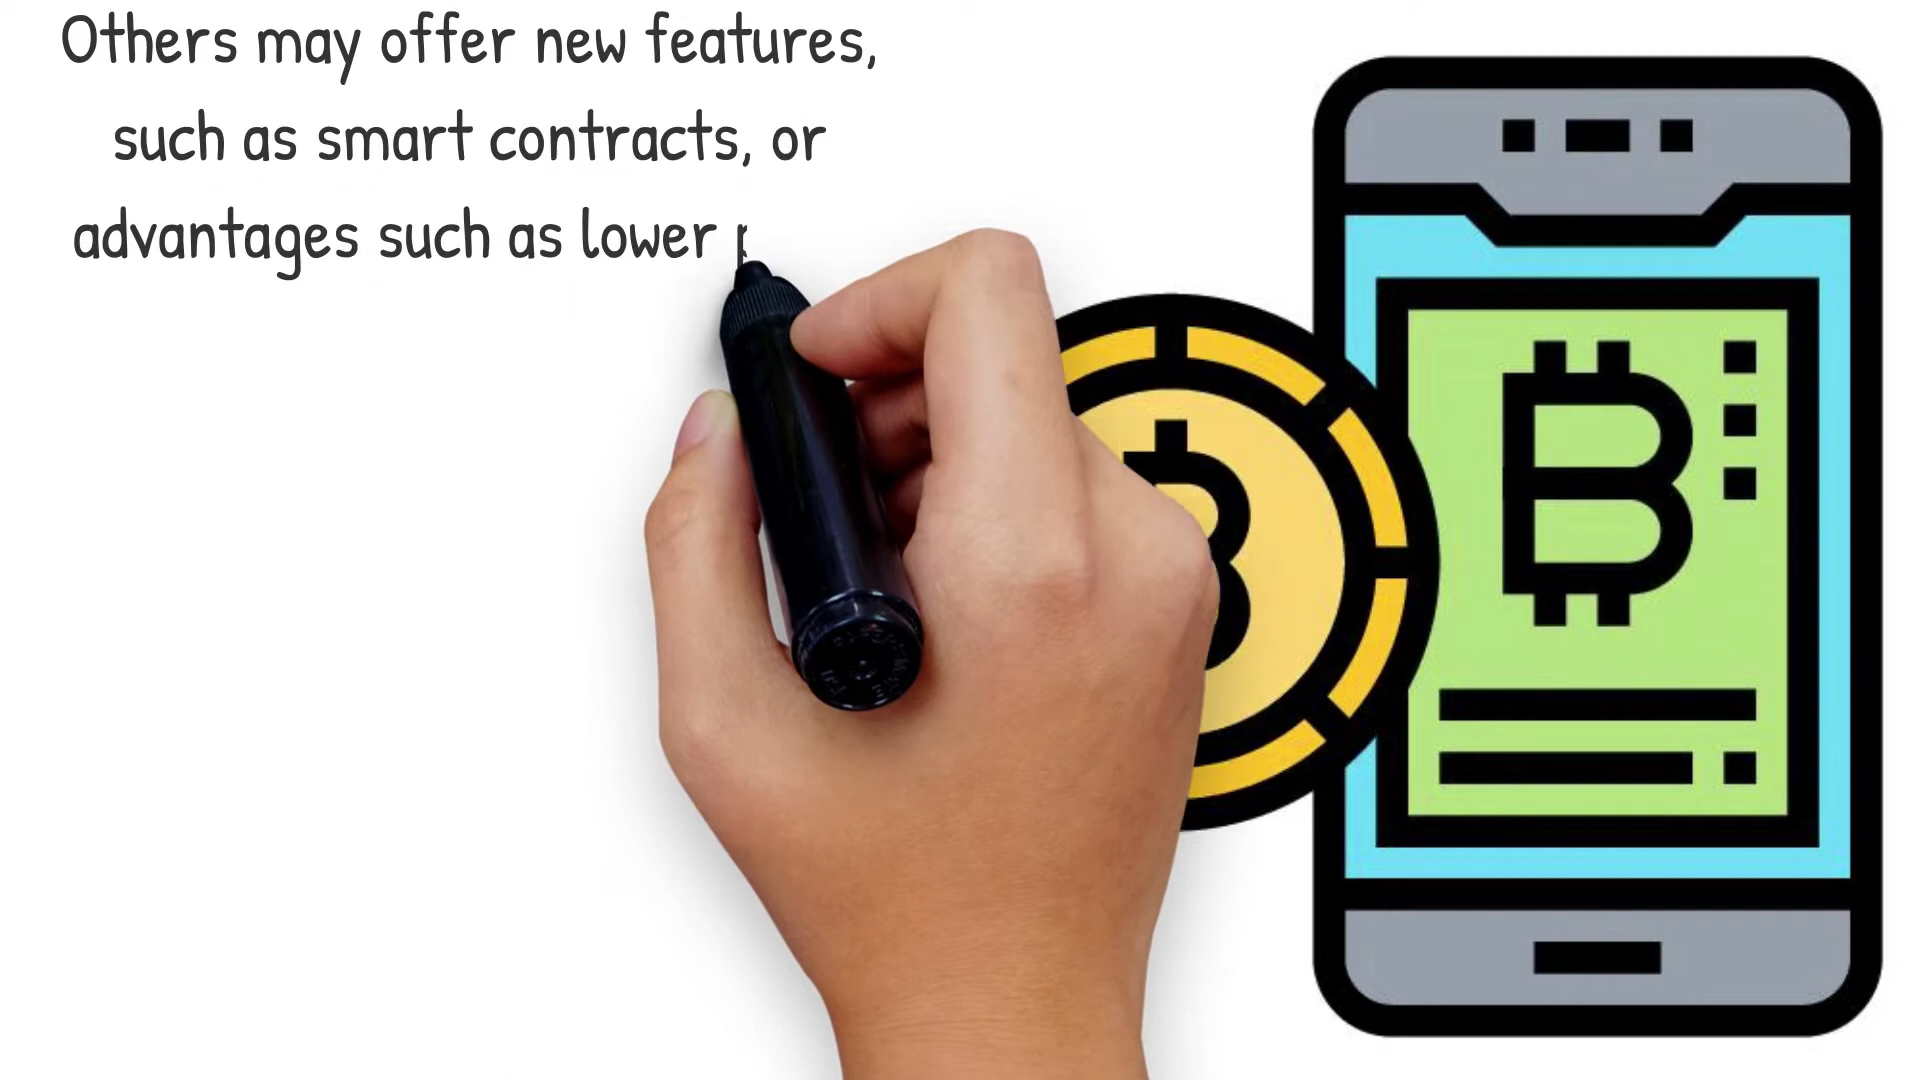 Others may offer new features,
such as smart contracts, or
advantages such as lower